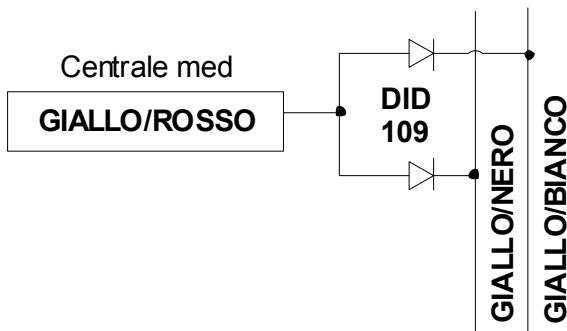 Centrale med
GIALLO/ROSSO
DID
109
GIALLO/NERO
GIALLO/BIANCO